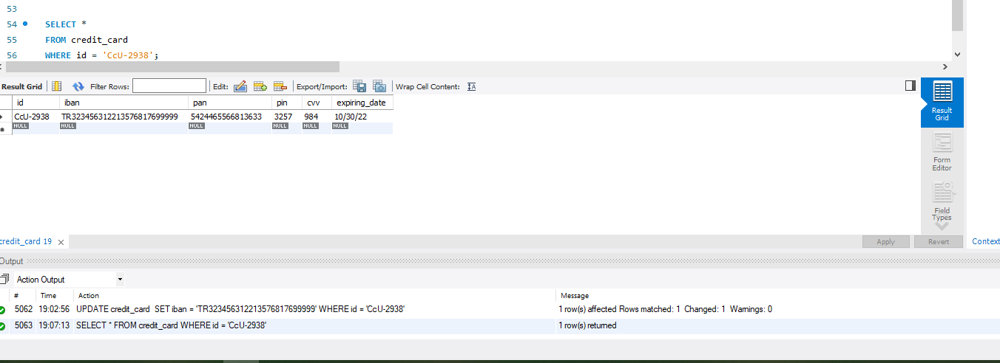 53
54 SELECT *
55 FROM credit_card
56 WHERE id = 'CcU-2938';
Result Grid Filter Rows: Edit: Export/Import: Wrap Cell Content:
id iban pan pin cvv expiring_date
CcU-2938 TR323456312213576817699999 5424465566813633 3257 984 10/30/22
NULL NULL NULL NULL NULL NULL
Result
Grid
Form
Editor
Field
Types
credit_card 19 Apply Revert Context
Output
Action Output
# Time Action Message
5062 19:02:56 UPDATE credit_card SET iban = 'TR323456312213576817699999' WHERE id = 'CcU-2938' 1 row(s) affected Rows matched: 1 Changed: 1 Warnings: 0
5063 19:07:13 SELECT * FROM credit_card WHERE id = 'CcU-2938' 1 row(s) returned